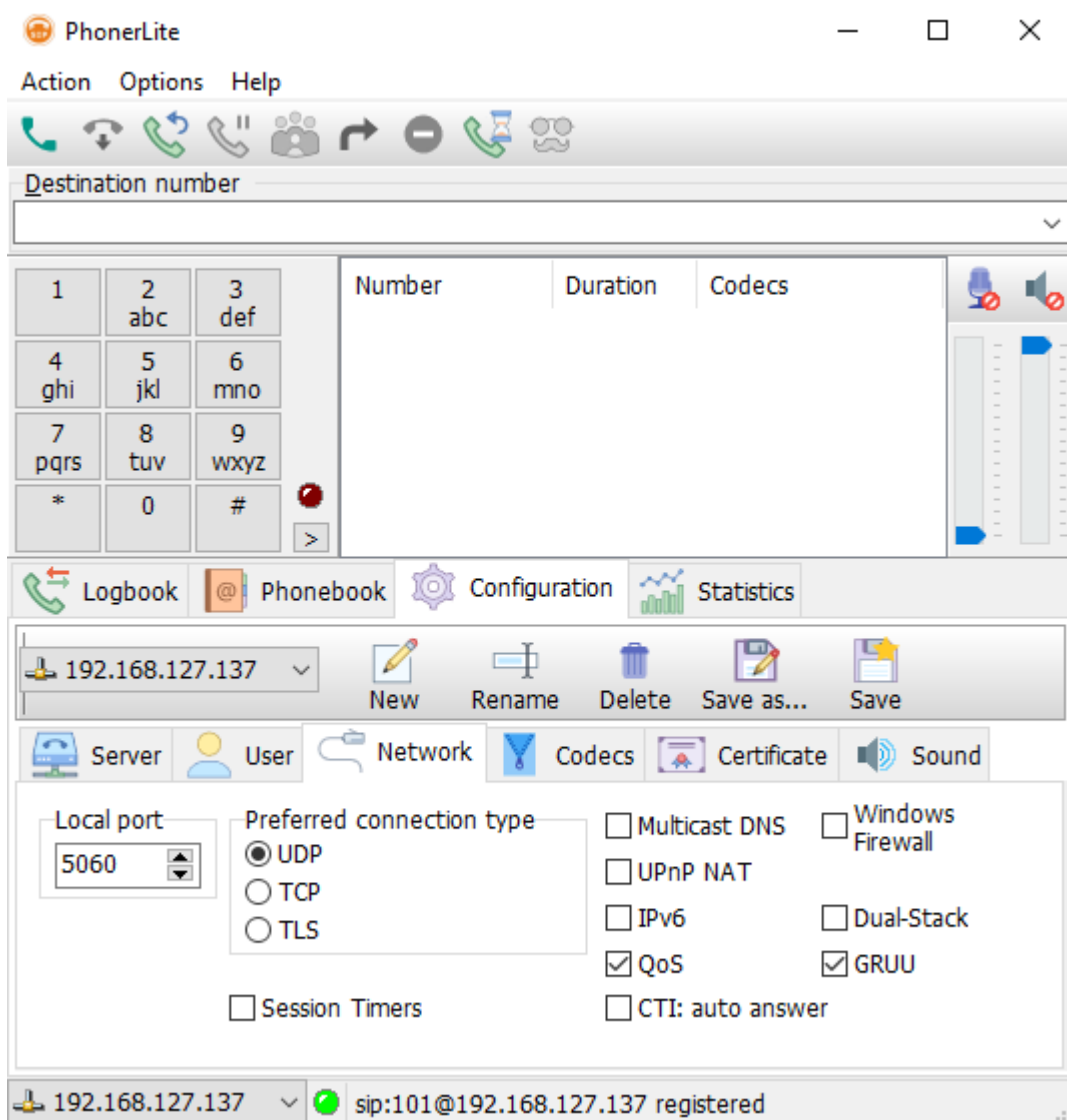 PhonerLite
Action Options Help
Destination number
1 2 abc 3 def
4 ghi 5 jkl 6 mno
7 pqrs 8 tuv 9 wxyz
* 0 #
>
Number Duration Codecs
Logbook @ Phonebook Configuration Statistics
192.168.127.137 New Rename Delete Save as... Save
Server User Network Codecs Certificate Sound
Local port
5060
Preferred connection type
UDP
TCP
TLS
Session Timers
Multicast DNS Windows Firewall
UPnP NAT
IPv6 Dual-Stack
QoS GRUU
CTI: auto answer
192.168.127.137 sip:101@192.168.127.137 registered